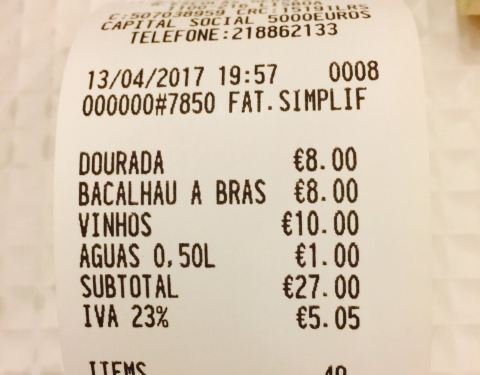 CAPITAL SOCIAL 5000EUROS
TELEFONE:218862133
13/04/2017 19:57 0008
000000#7850 FAT.SIMPLIF
DOURADA €8.00
BACALHAU A BRAS €8.00
VINHOS €10.00
AGUAS 0,50L €1.00
SUBTOTAL €27.00
IVA 23% €5.05
ITEMS